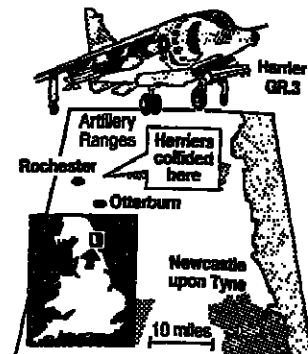 Harrier
GR.3
Artillery
Ranges
Harriers
collided
here
Rochester
Otterburn
Newcastle
upon Tyne
10 miles